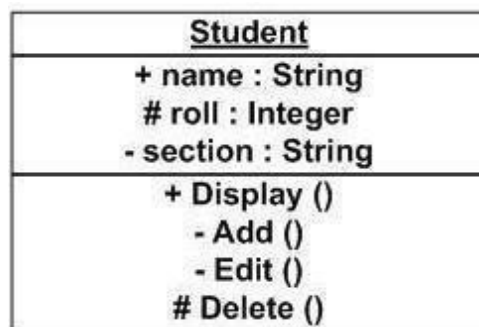 Student
+ name : String
# roll : Integer
- section : String
+ Display ()
- Add ()
- Edit ()
# Delete ()